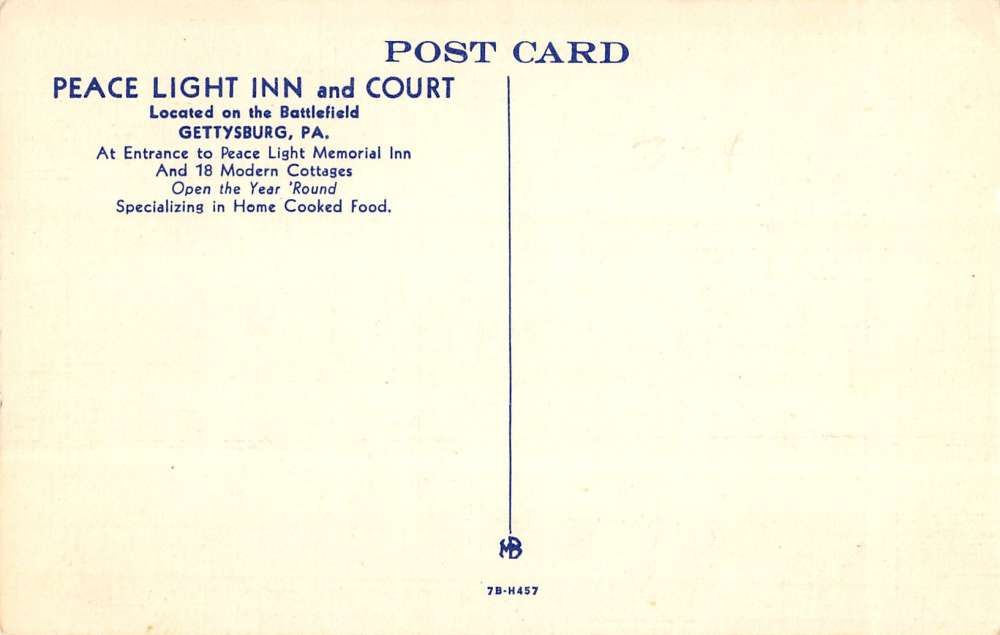 POST CARD
PEACE LIGHT INN and COURT
Located on the Battlefield
GETTYSBURG, PA.
At Entrance to Peace Light Memorial Inn
And 18 Modern Cottages
Open the Year 'Round
Specializing in Home Cooked Food.
MB
7B-H457